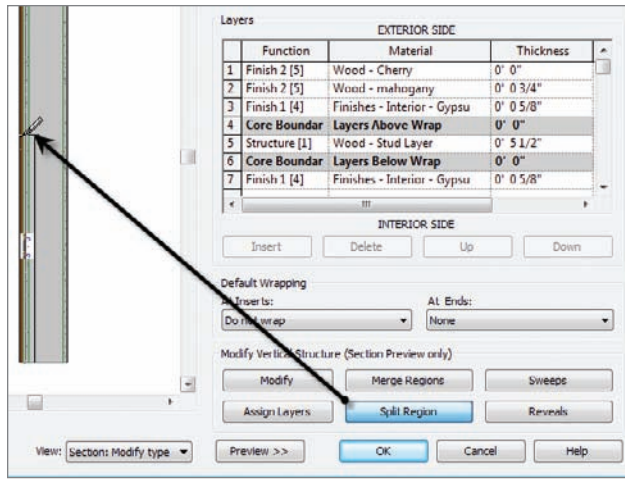 Layers
EXTERIOR SIDE
Function Material Thickness
1 Finish 2 [5] Wood - Cherry 0' 0"
2 Finish 2 [5] Wood - mahogany 0' 0 3/4"
3 Finish 1 [4] Finishes - Interior - Gypsu 0' 0 5/8"
4 Core Boundar Layers Above Wrap 0' 0"
5 Structure [1] Wood - Stud Layer 0' 5 1/2"
6 Core Boundar Layers Below Wrap 0' 0"
7 Finish 1 [4] Finishes - Interior - Gypsu 0' 0 5/8"
INTERIOR SIDE
Insert Delete Up Down
Default Wrapping
At Inserts: At Ends:
Do not wrap None
Modify Vertical Structure (Section Preview only)
Modify Merge Regions Sweeps
Assign Layers Split Region Reveals
View: Section: Modify type Preview >> OK Cancel Help